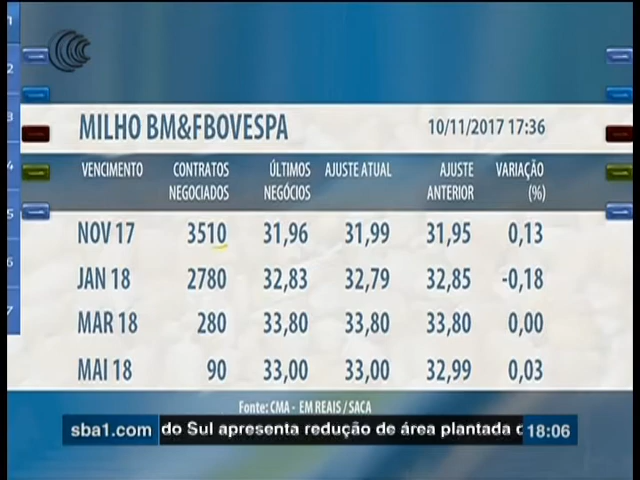 MILHO BM&FBOVESPA 10/11/2017 17:36
VENCIMENTO CONTRATOS NEGOCIADOS ÚLTIMOS NEGÓCIOS AJUSTE ATUAL AJUSTE ANTERIOR VARIAÇÃO (%)
NOV 17 3510 31,96 31,99 31,95 0,13
JAN 18 2780 32,83 32,79 32,85 -0,18
MAR 18 280 33,80 33,80 33,80 0,00
MAI 18 90 33,00 33,00 32,99 0,03
Fonte: CMA - EM REAIS / SACA
sba1.com do Sul apresenta redução de área plantada 18:06